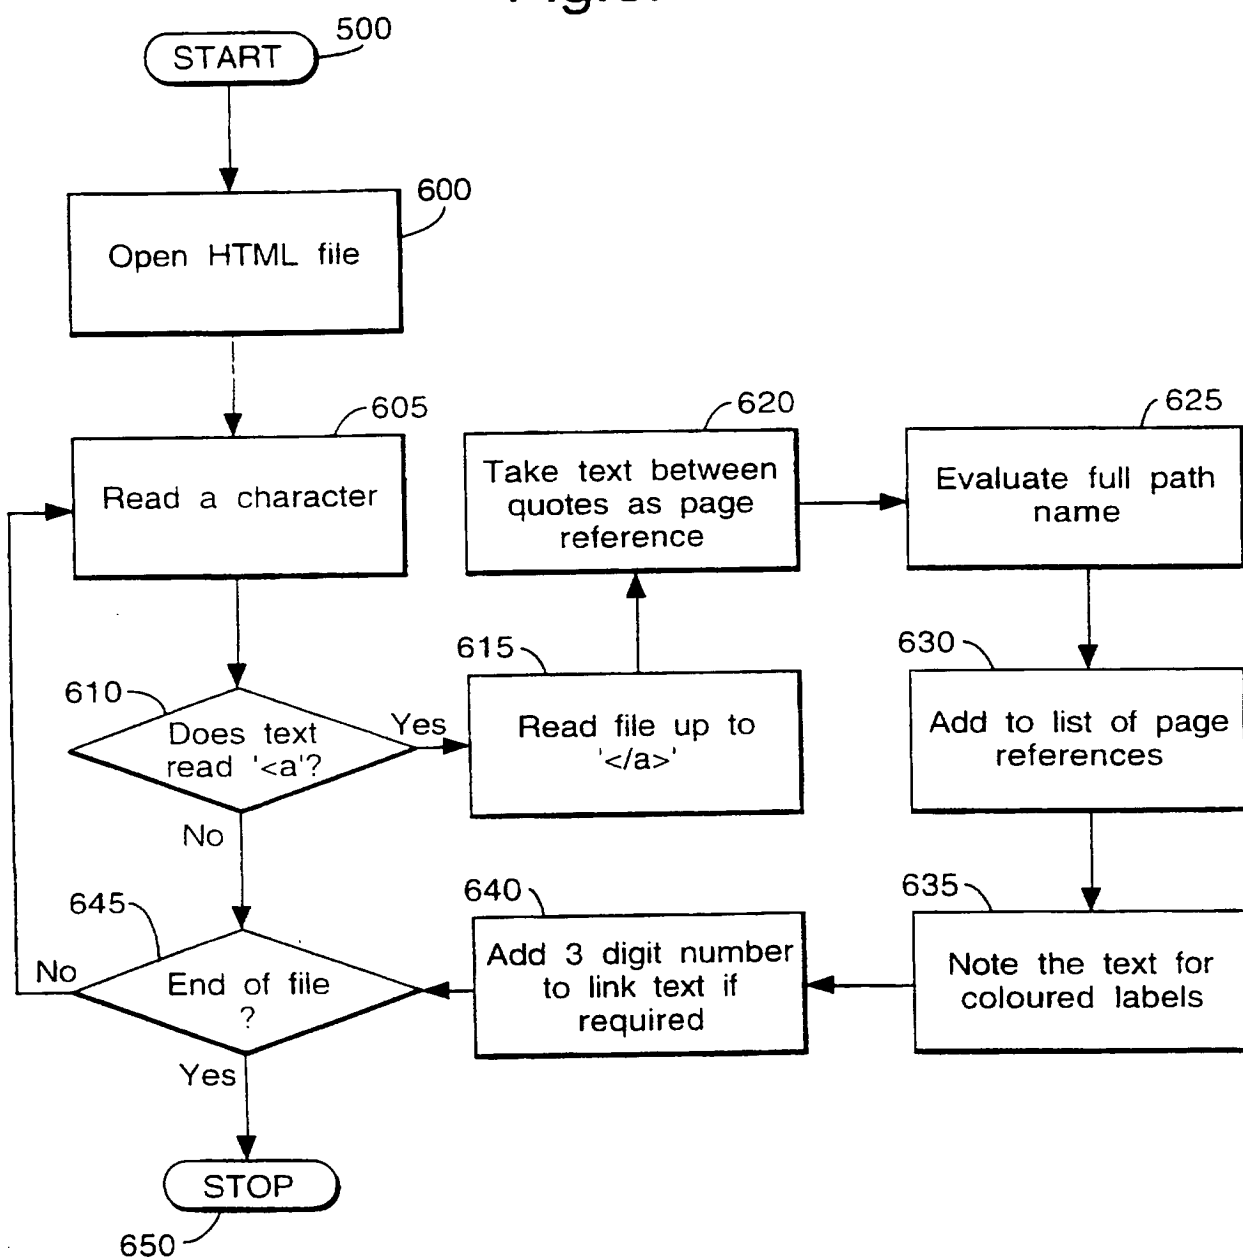 START
500
600
Open HTML file
605
Read a character
610
Does text
read '<a'?
Yes
No
615
Read file up to
'</a>'
620
Take text between
quotes as page
reference
625
Evaluate full path
name
630
Add to list of page
references
635
Note the text for
coloured labels
640
Add 3 digit number
to link text if
required
645
End of file
?
No
Yes
STOP
650